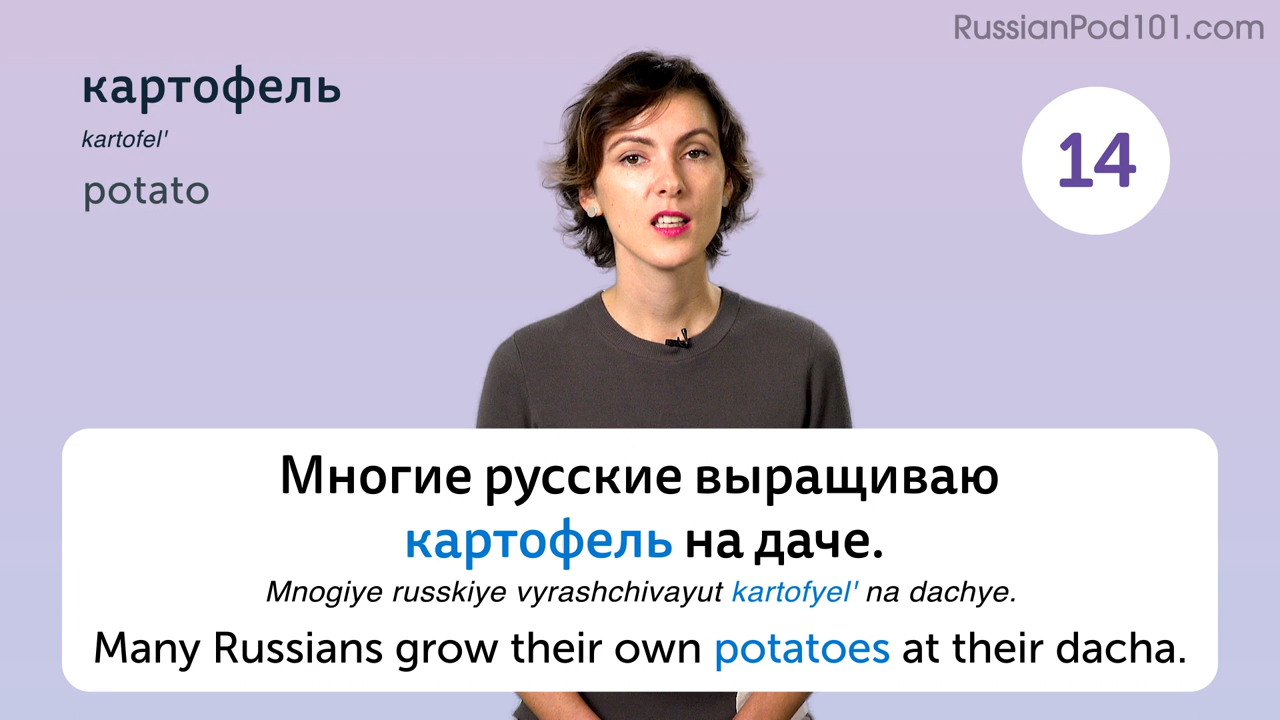 RussianPod101.com
картофель
kartofel'
potato
14
Многие русские выращиваю
картофель на даче.
Mnogiye russkiye vyrashchivayut kartofyel' na dachye.
Many Russians grow their own potatoes at their dacha.